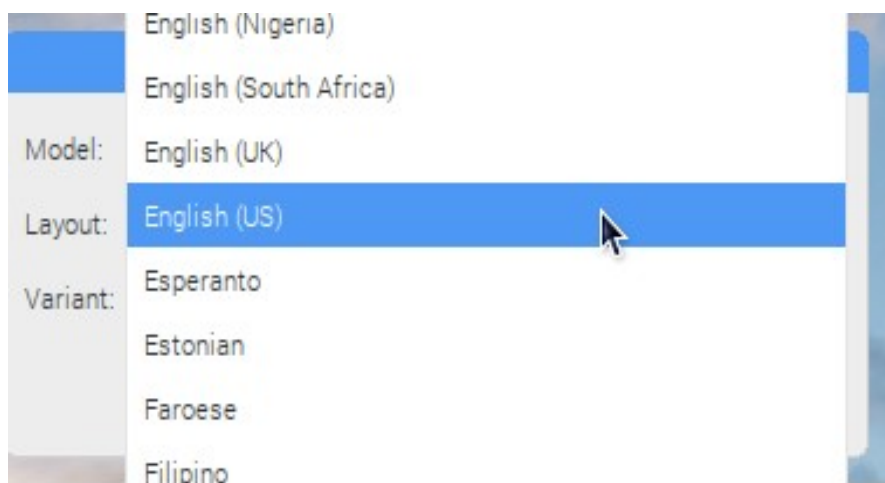 English (Nigeria)
English (South Africa)
Model:
English (UK)
Layout:
English (US)
Variant:
Esperanto
Estonian
Faroese
Filipino